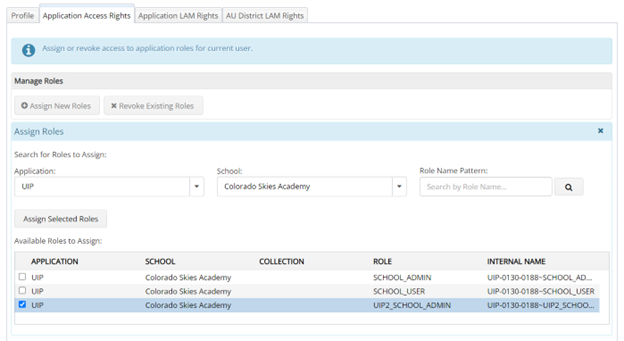 Profile Application Access Rights Application LAM Rights AU District LAM Rights
Assign or revoke access to application roles for current user.
Manage Roles
Assign New Roles Revoke Existing Roles
Assign Roles
Search for Roles to Assign:
Application: School: Role Name Pattern:
UIP Colorado Skies Academy Search by Role Name...
Assign Selected Roles
Available Roles to Assign:
APPLICATION SCHOOL COLLECTION ROLE INTERNAL NAME
UIP Colorado Skies Academy SCHOOL_ADMIN UIP-0130-0188~SCHOOL_AD...
UIP Colorado Skies Academy SCHOOL_USER UIP-0130-0188~SCHOOL_USER
UIP Colorado Skies Academy UIP2_SCHOOL_ADMIN UIP-0130-0188~UIP2_SCHOO...